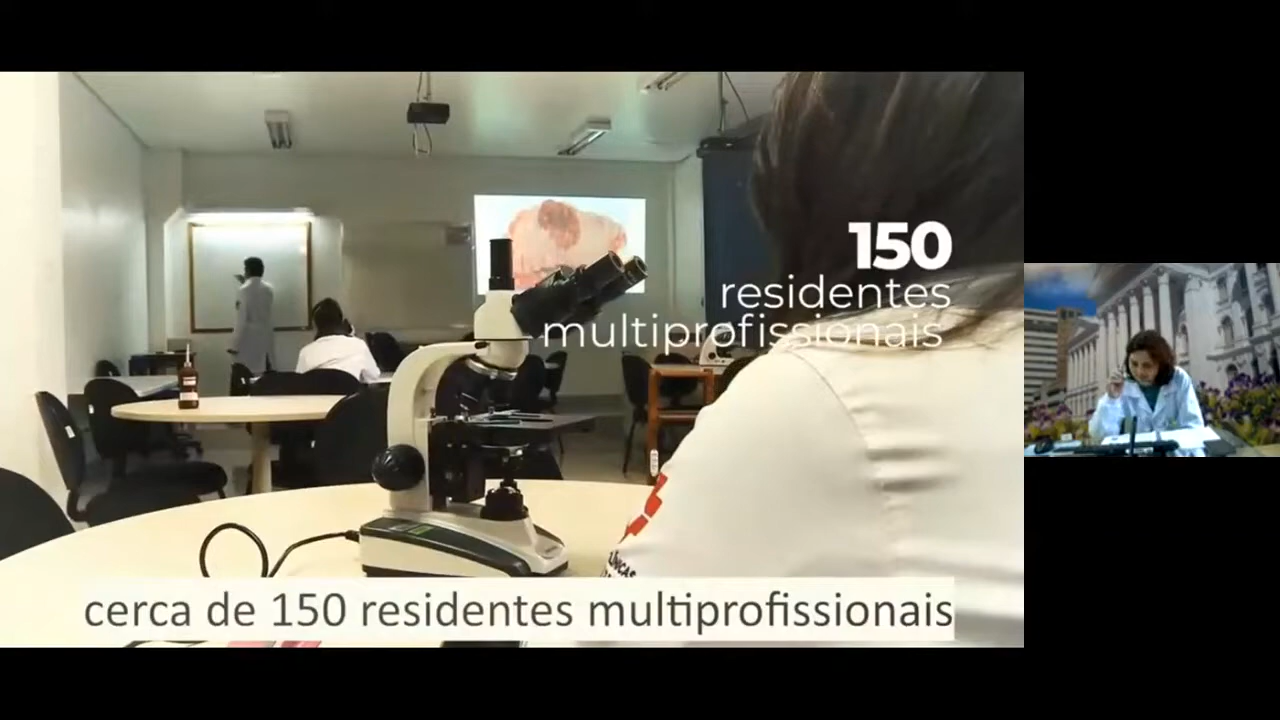 150
residentes
multiprofissionais
cerca de 150 residentes multiprofissionais